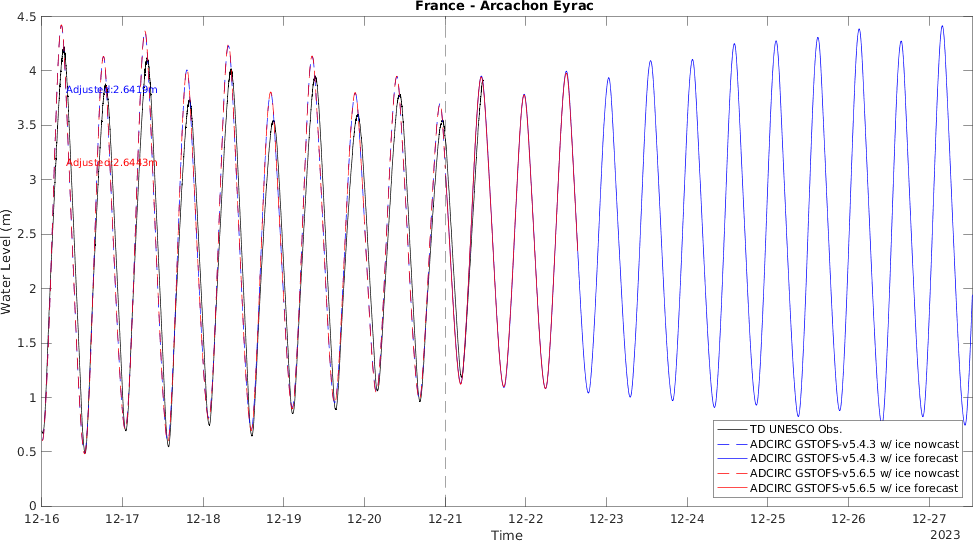 France - Arcachon Eyrac
4.5
4
3.5
3
2.5
2
1.5
1
0.5
0
Water Level (m)
Adjusted:2.6419m
Adjusted:2.6443m
TD UNESCO Obs.
ADCIRC GSTOFS-v5.4.3 w/ ice nowcast
ADCIRC GSTOFS-v5.4.3 w/ ice forecast
ADCIRC GSTOFS-v5.6.5 w/ ice nowcast
ADCIRC GSTOFS-v5.6.5 w/ ice forecast
12-16 12-17 12-18 12-19 12-20 12-21 12-22 12-23 12-24 12-25 12-26 12-27
2023
Time